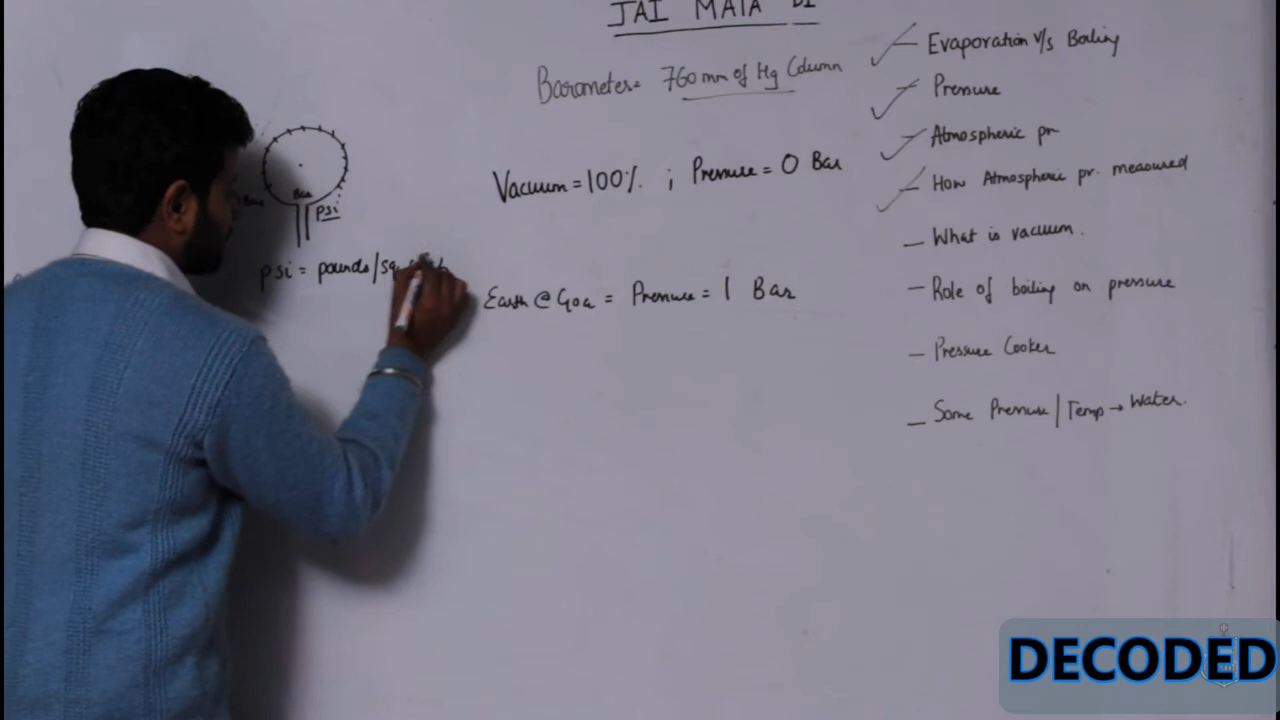 JAI MATA DI
Barometer = 760 mm of Hg Column
Vacuum = 100% ; Pressure = 0 Bar
Earth @ Goa = Pressure = 1 Bar
Bar
Bar
psi
psi = pounds/sq
— Evaporation v/s Boiling
— Pressure
— Atmospheric pr
— How Atmospheric pr. measured
— What is vacuum.
— Role of boiling on pressure
— Pressure Cooker
— Some Pressure / Temp → Water.
DECODED